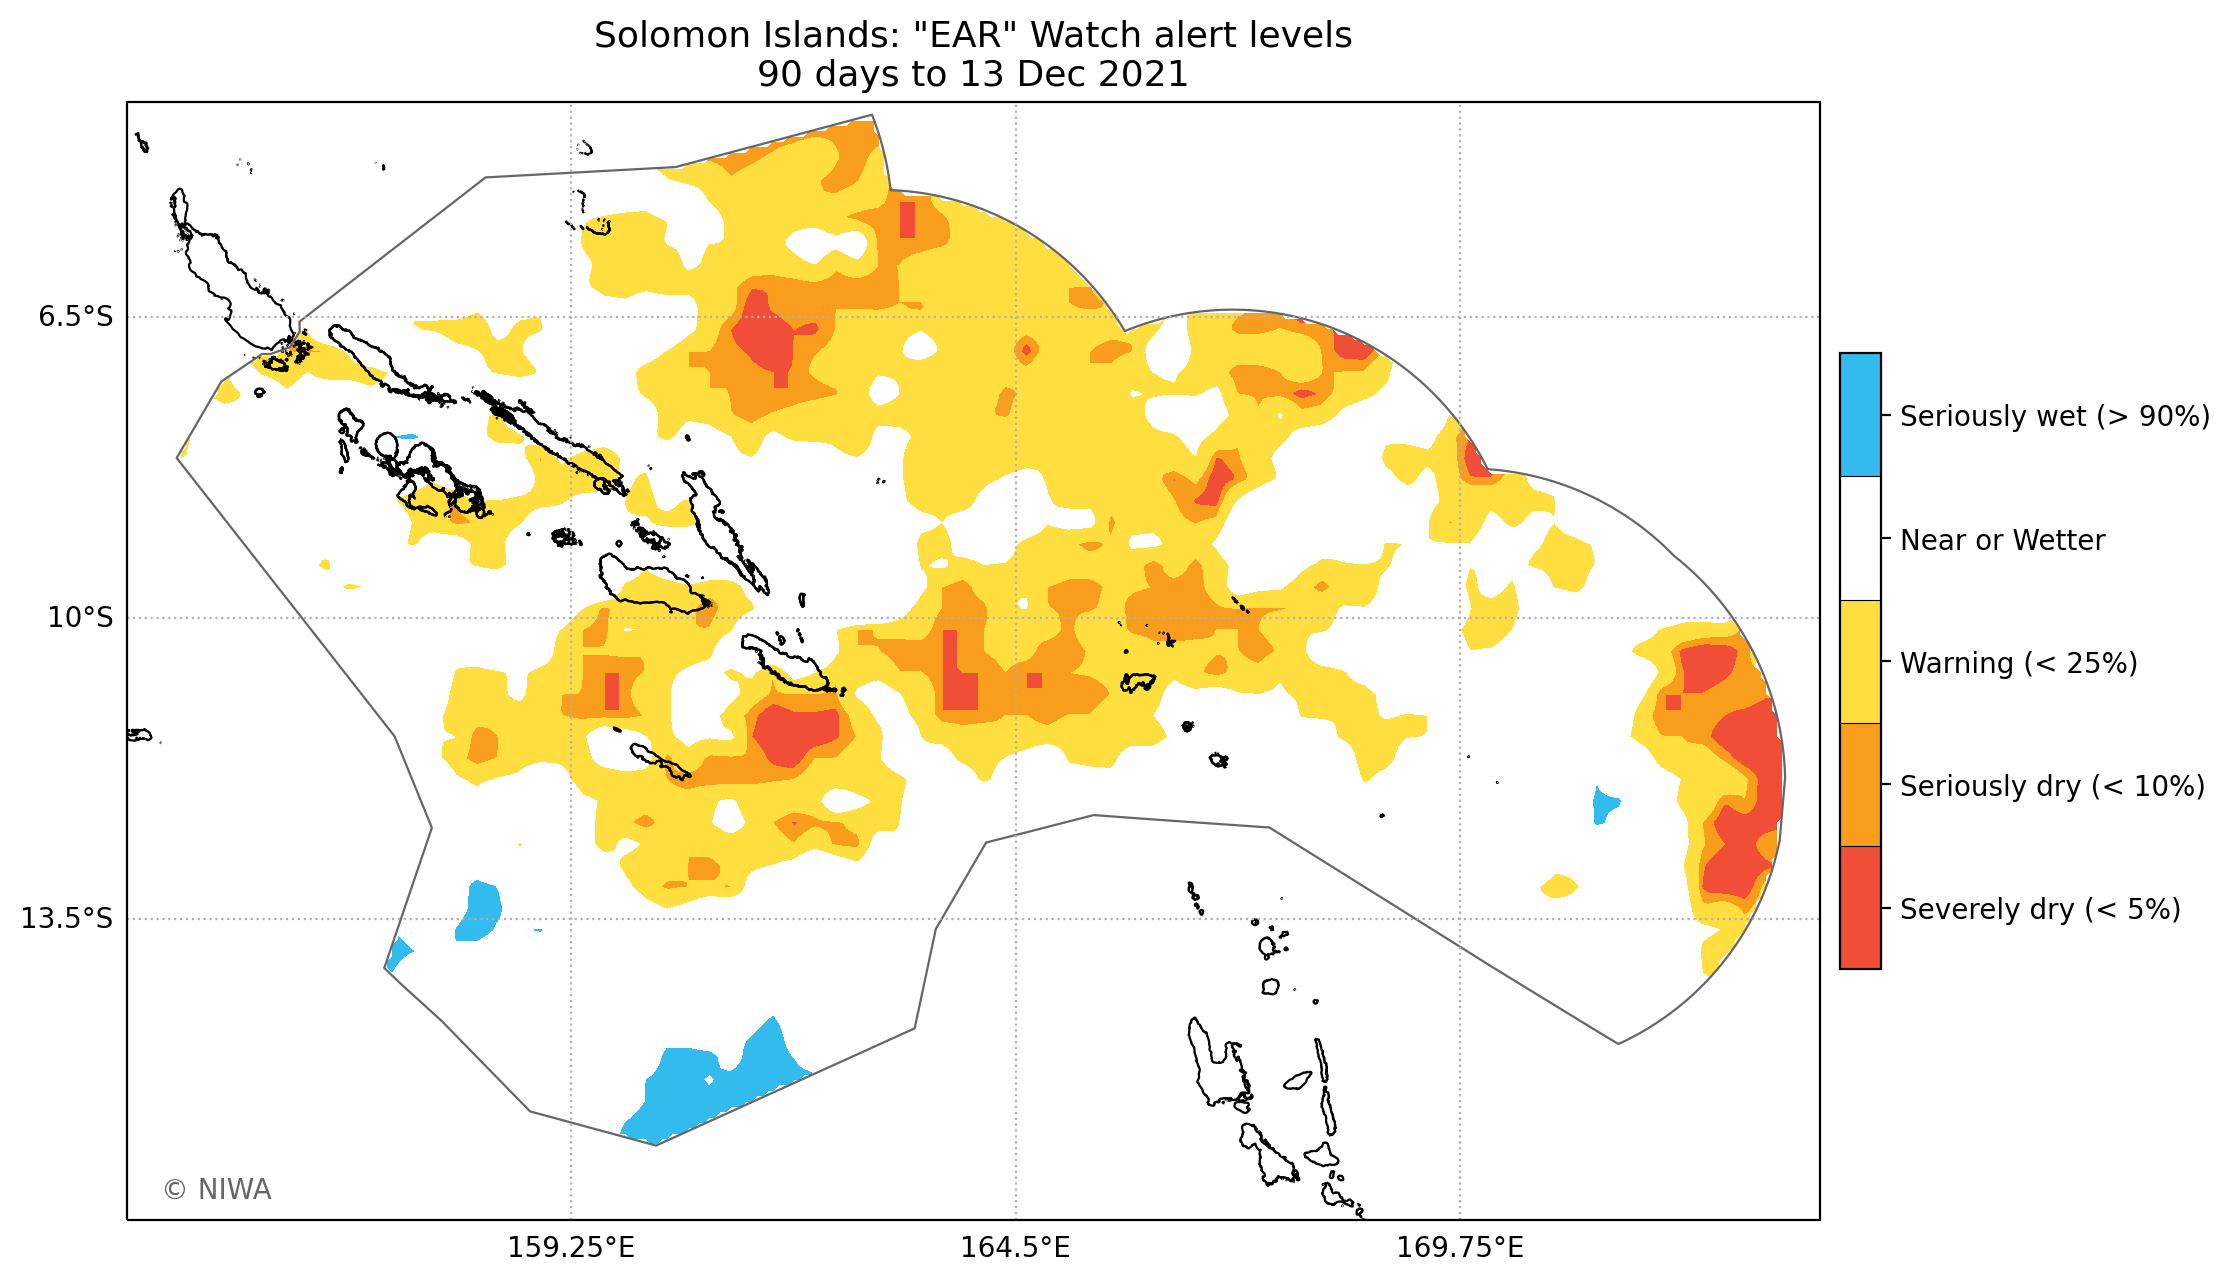 Solomon Islands: "EAR" Watch alert levels
90 days to 13 Dec 2021
6.5°S
10°S
13.5°S
159.25°E
164.5°E
169.75°E
Seriously wet (> 90%)
Near or Wetter
Warning (< 25%)
Seriously dry (< 10%)
Severely dry (< 5%)
© NIWA